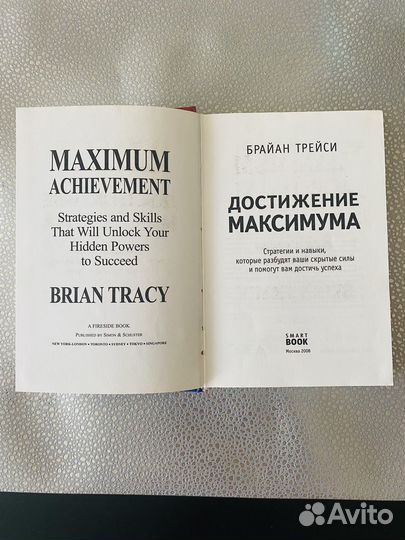 MAXIMUM
ACHIEVEMENT
Strategies and Skills
That Will Unlock Your
Hidden Powers
to Succeed
BRIAN TRACY
A FIRESIDE BOOK
PUBLISHED BY SIMON & SCHUSTER
NEW YORK•LONDON • TORONTO • SYDNEY • TOKYO • SINGAPORE
БРАЙАН ТРЕЙСИ
ДОСТИЖЕНИЕ
МАКСИМУМА
Стратегии и навыки,
которые разбудят ваши скрытые силы
и помогут вам достичь успеха
SMART
BOOK
Москва 2008
Avito